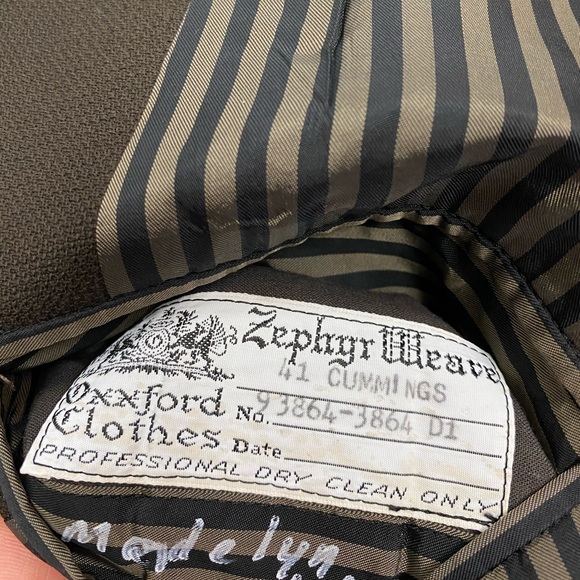 Zephyr Weave
41 CUMMINGS
Oxxford
Clothes
No. 93864-3864 D1
Date
PROFESSIONAL DRY CLEAN ONLY
Madelyn